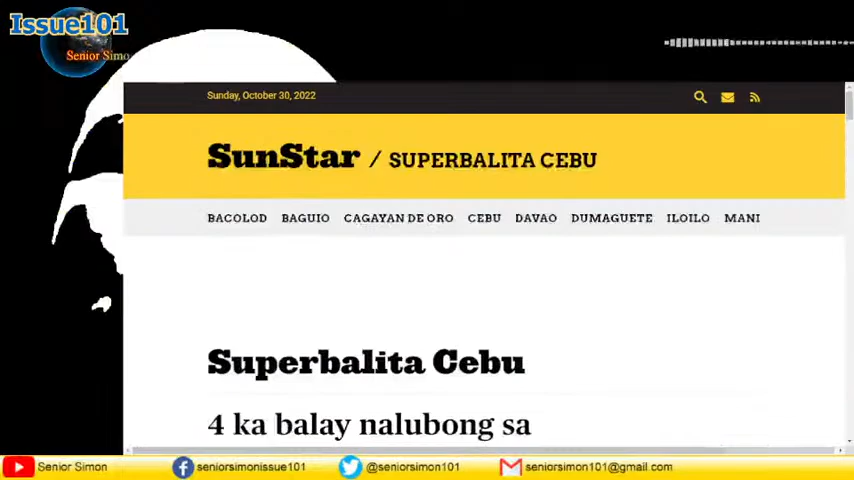 Issue101
Senior Simo
Sunday, October 30, 2022
SunStar / SUPERBALITA CEBU
BACOLOD BAGUIO CAGAYAN DE ORO CEBU DAVAO DUMAGUETE ILOILO MANI
Superbalita Cebu
4 ka balay nalubong sa
Senior Simon seniorsimonissue101 @seniorsimon101 seniorsimon101@gmail.com